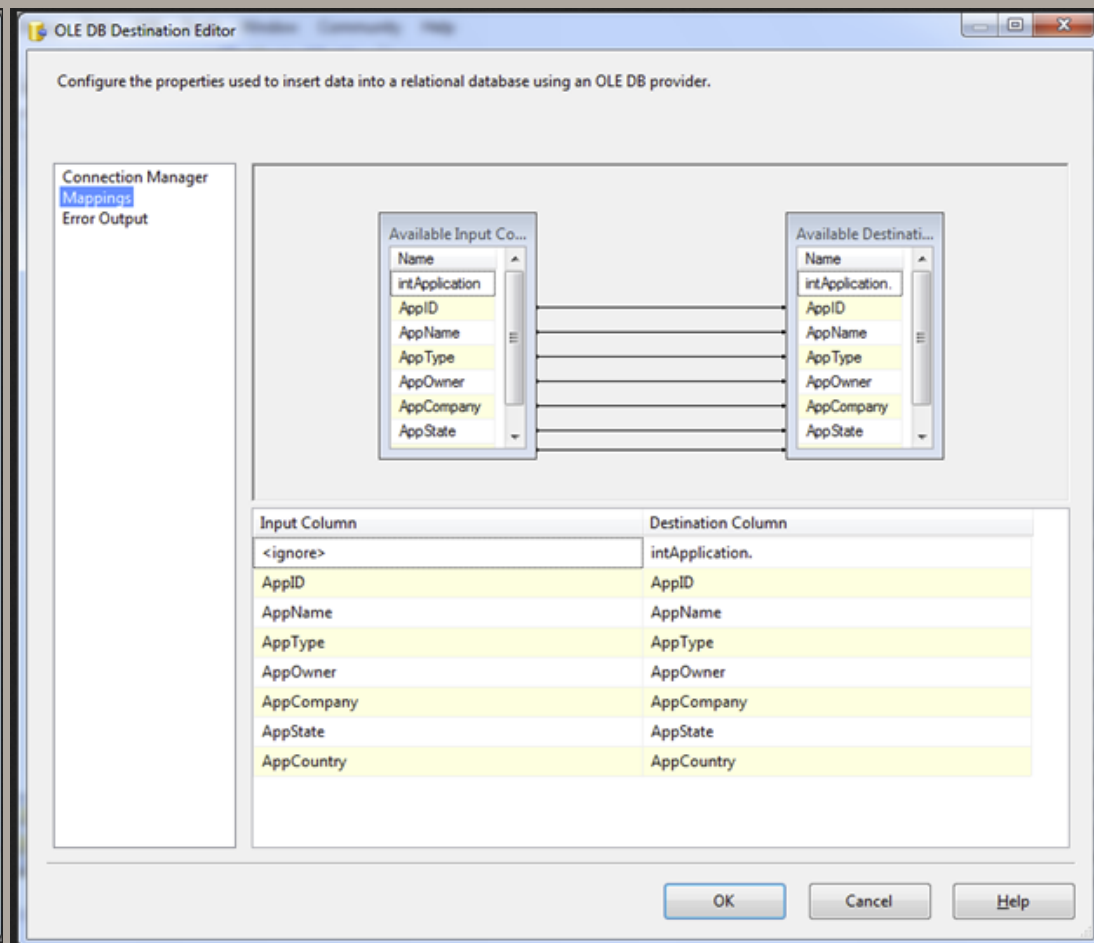 OLE DB Destination Editor
Window Community Help
Configure the properties used to insert data into a relational database using an OLE DB provider.
Connection Manager
Mappings
Error Output
Available Input Co...
Name
intApplication
AppID
AppName
AppType
AppOwner
AppCompany
AppState
Available Destinati...
Name
intApplication.
AppID
AppName
AppType
AppOwner
AppCompany
AppState
Input Column Destination Column
<ignore> intApplication.
AppID AppID
AppName AppName
AppType AppType
AppOwner AppOwner
AppCompany AppCompany
AppState AppState
AppCountry AppCountry
OK Cancel Help